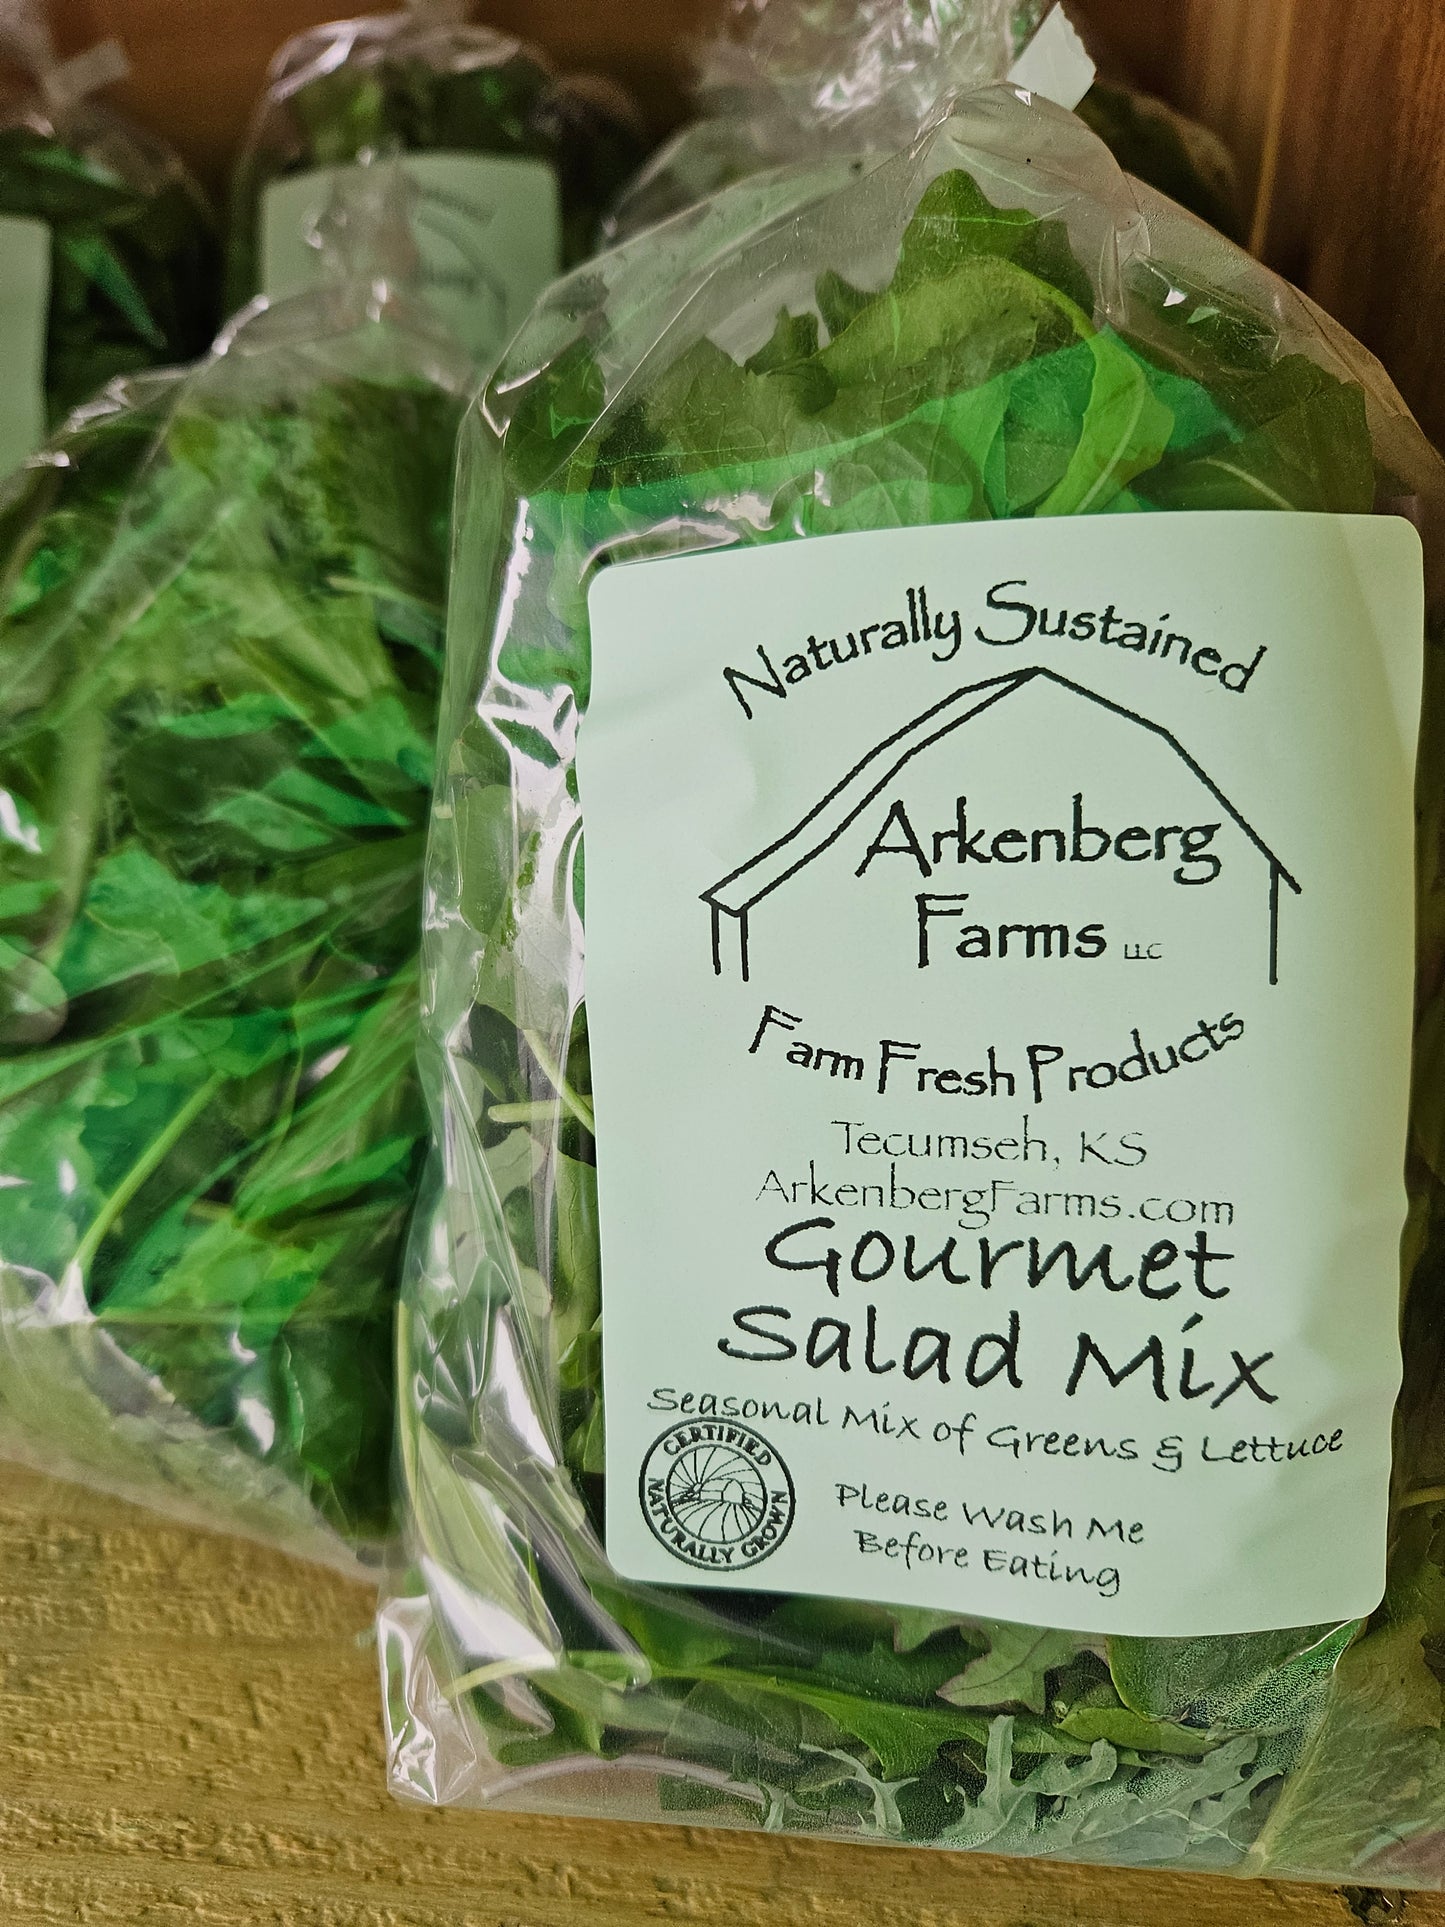 Naturally Sustained
Arkenberg
Farms LLC
Farm Fresh Products
Tecumseh, KS
ArkenbergFarms.com
Gourmet
Salad Mix
Seasonal Mix of Greens & Lettuce
CERTIFIED
NATURALLY GROWN
Please Wash Me
Before Eating